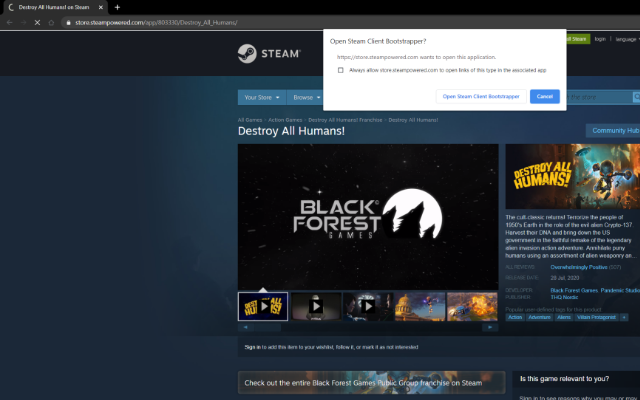 Destroy All Humans! on Steam
store.steampowered.com/app/803330/Destroy_All_Humans/
Open Steam Client Bootstrapper?
https://store.steampowered.com wants to open this application.
Always allow store.steampowered.com to open links of this type in the associated app
Open Steam Client Bootstrapper
Cancel
STEAM
Steam
login
language
Your Store
Browse
the store
All Games > Action Games > Destroy All Humans! Franchise > Destroy All Humans!
Destroy All Humans!
Community Hub
BLACK
FOREST
GAMES
DESTROY ALL
HUMANS!
The cult-classic returns! Terrorize the people of
1950's Earth in the role of the evil alien Crypto-137.
Harvest their DNA and bring down the US
government in the faithful remake of the legendary
alien invasion action adventure. Annihilate puny
humans using an assortment of alien weaponry an...
ALL REVIEWS: Overwhelmingly Positive
RELEASE DATE: 28 Jul, 2020
DEVELOPER: Black Forest Games, Pandemic Studio
PUBLISHER: THQ Nordic
Popular user-defined tags for this product:
Action Adventure Aliens Villain Protagonist +
Sign in to add this item to your wishlist, follow it, or mark it as not interested
Check out the entire Black Forest Games Public Group franchise on Steam
Is this game relevant to you?
Sign in to see reasons why you may or may